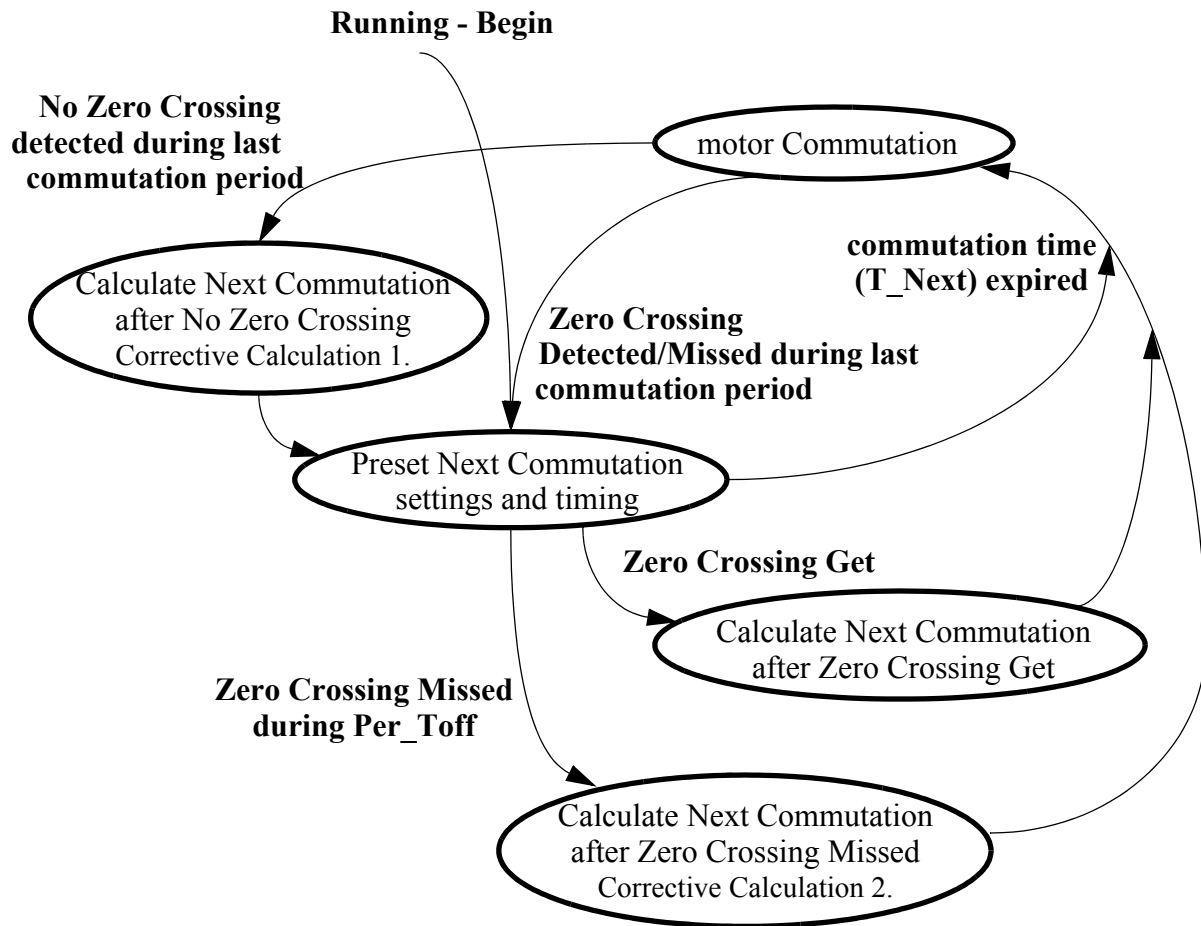 Running - Begin
No Zero Crossing
detected during last
commutation period
motor Commutation
commutation time
(T_Next) expired
Calculate Next Commutation
after No Zero Crossing
Corrective Calculation 1.
Zero Crossing
Detected/Missed during last
commutation period
Preset Next Commutation
settings and timing
Zero Crossing Get
Calculate Next Commutation
after Zero Crossing Get
Zero Crossing Missed
during Per_Toff
Calculate Next Commutation
after Zero Crossing Missed
Corrective Calculation 2.